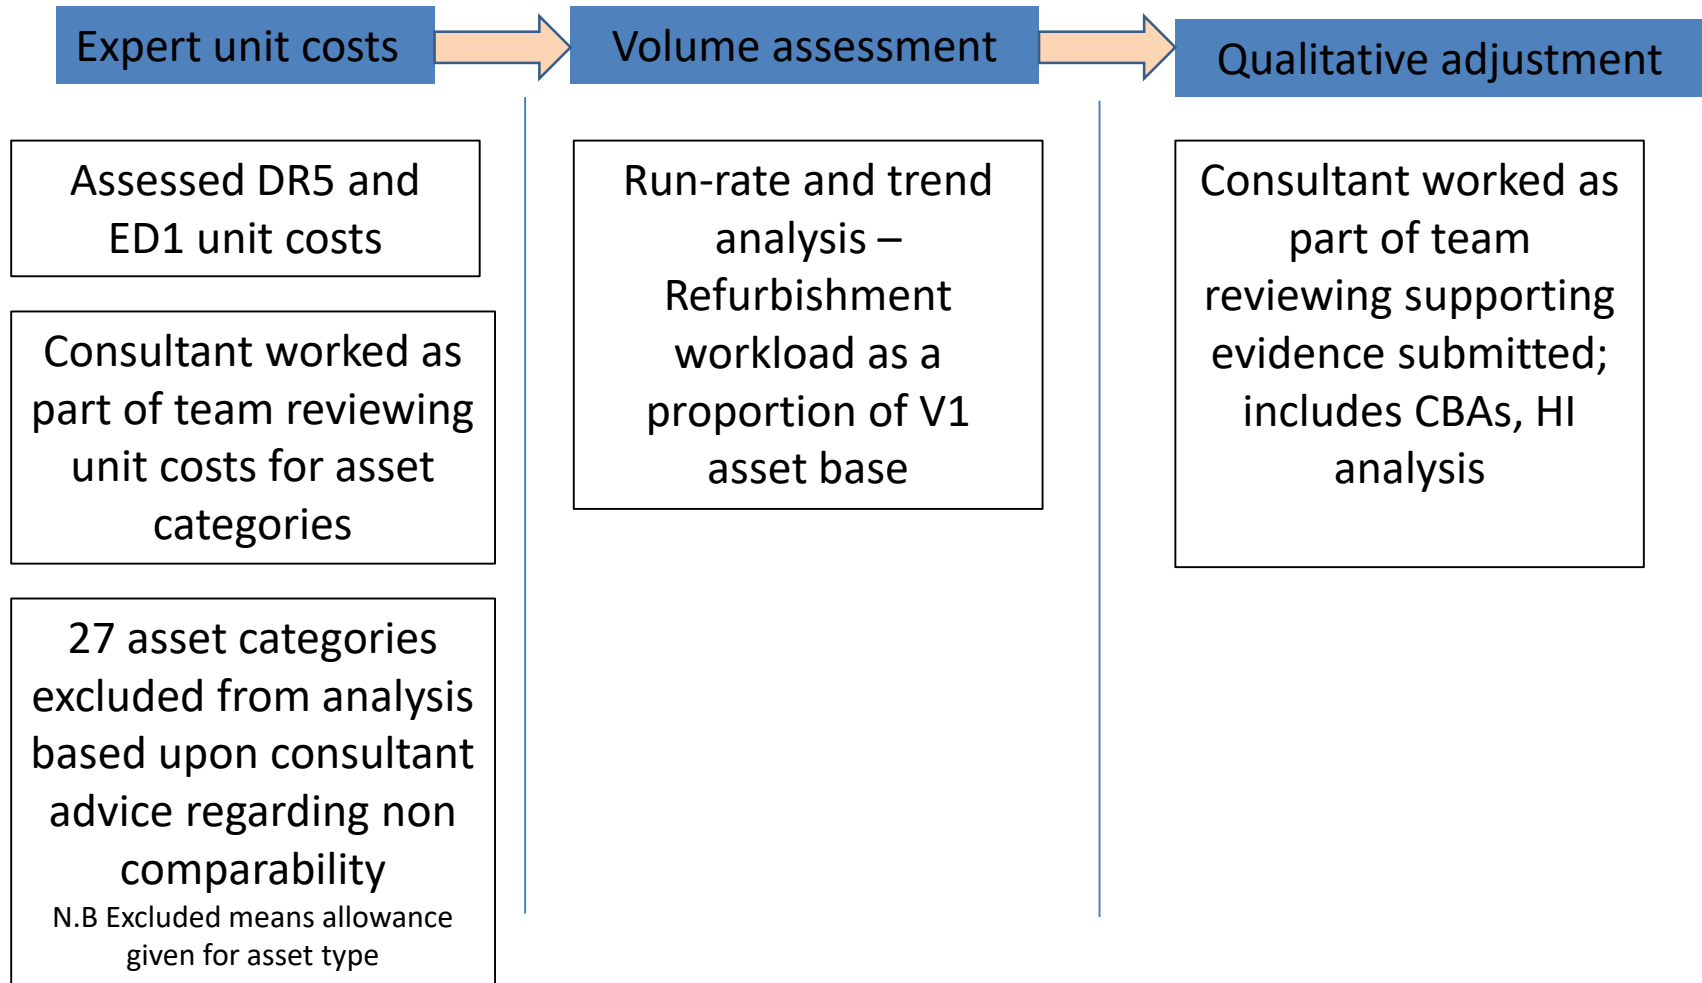 Expert unit costs
Volume assessment
Qualitative adjustment
Assessed DR5 and
ED1 unit costs
Consultant worked as
part of team reviewing
unit costs for asset
categories
27 asset categories
excluded from analysis
based upon consultant
advice regarding non
comparability
N.B Excluded means allowance
given for asset type
Run-rate and trend
analysis –
Refurbishment
workload as a
proportion of V1
asset base
Consultant worked as
part of team
reviewing supporting
evidence submitted;
includes CBAs, HI
analysis